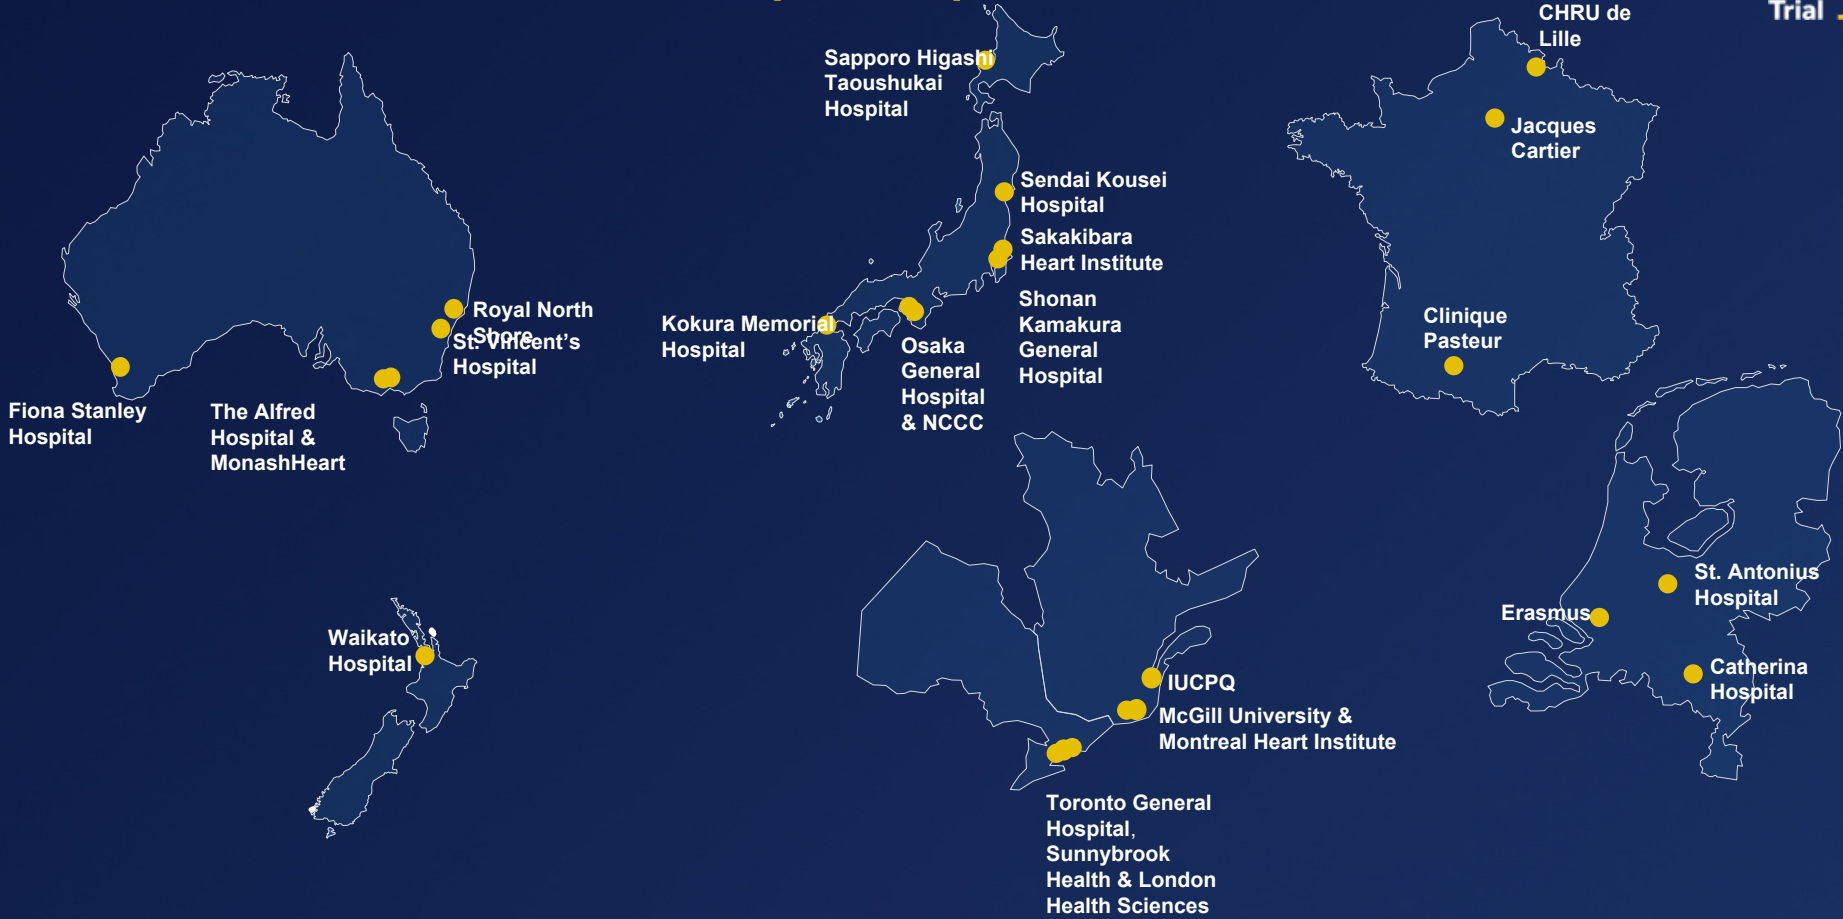 Trial
CHRU de
Lille
Sapporo Higashi
Taoushukai
Hospital
Jacques
Cartier
Sendai Kousei
Hospital
Sakakibara
Heart Institute
Shonan
Kamakura
General
Hospital
Kokura Memorial
Hospital
Osaka
General
Hospital
& NCCC
Clinique
Pasteur
Royal North
Shore
St. Vincent's
Hospital
Fiona Stanley
Hospital
The Alfred
Hospital &
MonashHeart
Waikato
Hospital
IUCPQ
McGill University &
Montreal Heart Institute
Toronto General
Hospital,
Sunnybrook
Health & London
Health Sciences
St. Antonius
Hospital
Erasmus
Catherina
Hospital